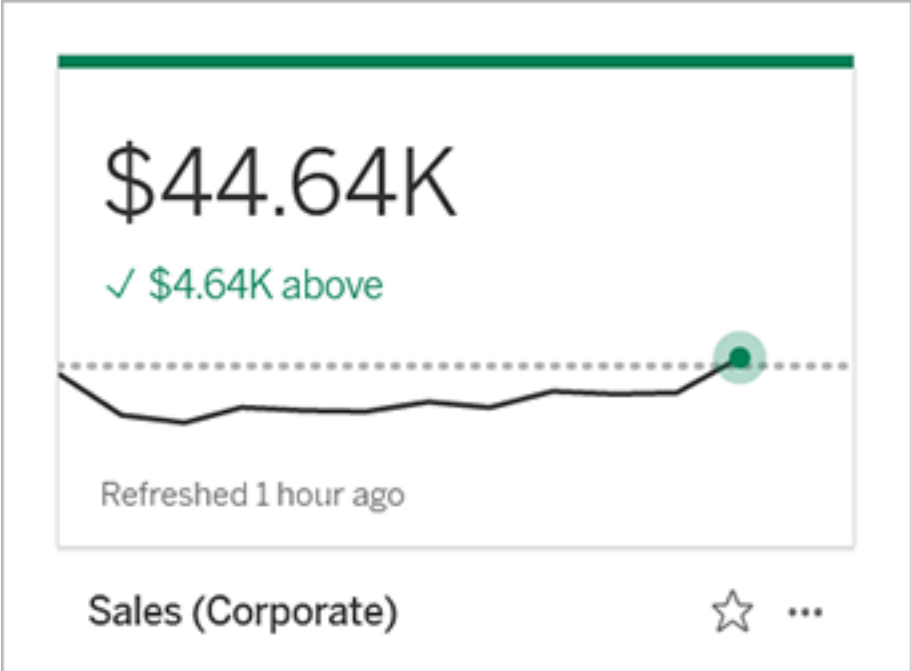 $44.64K
✓ $4.64K above
Refreshed 1 hour ago
Sales (Corporate)